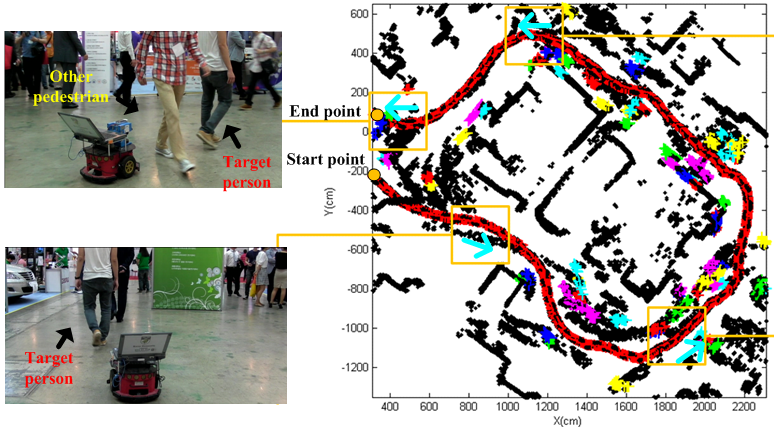 Other
pedestrian
Target
person
Target
person
End point
Start point
Y(cm)
600
400
200
0
-200
-400
-600
-800
-1000
-1200
400
600
800
1000
1200
1400
1600
1800
2000
2200
X(cm)